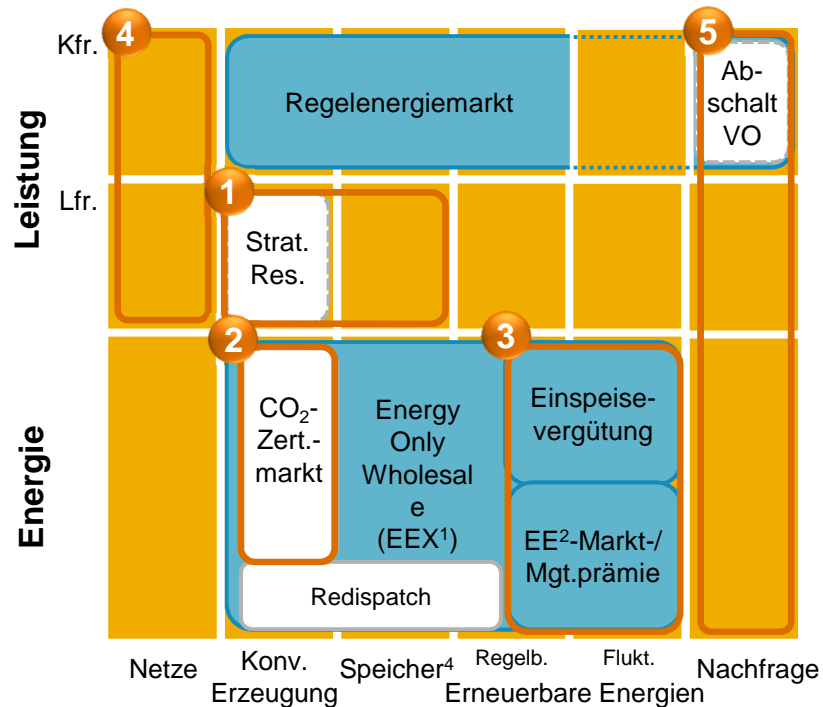 4
5
Kfr.
Regelenergiemarkt
Ab-
schalt
VO
Leistung
Lfr.
1
Strat.
Res.
2
3
CO₂-
Zert.-
markt
Energy
Only
Wholesal
e
(EEX¹)
Einspeise-
vergütung
EE²-Markt-/
Mgt.prämie
Redispatch
Energie
Netze
Konv.
Erzeugung
Speicher⁴
Regelb.
Flukt.
Erneuerbare Energien
Nachfrage